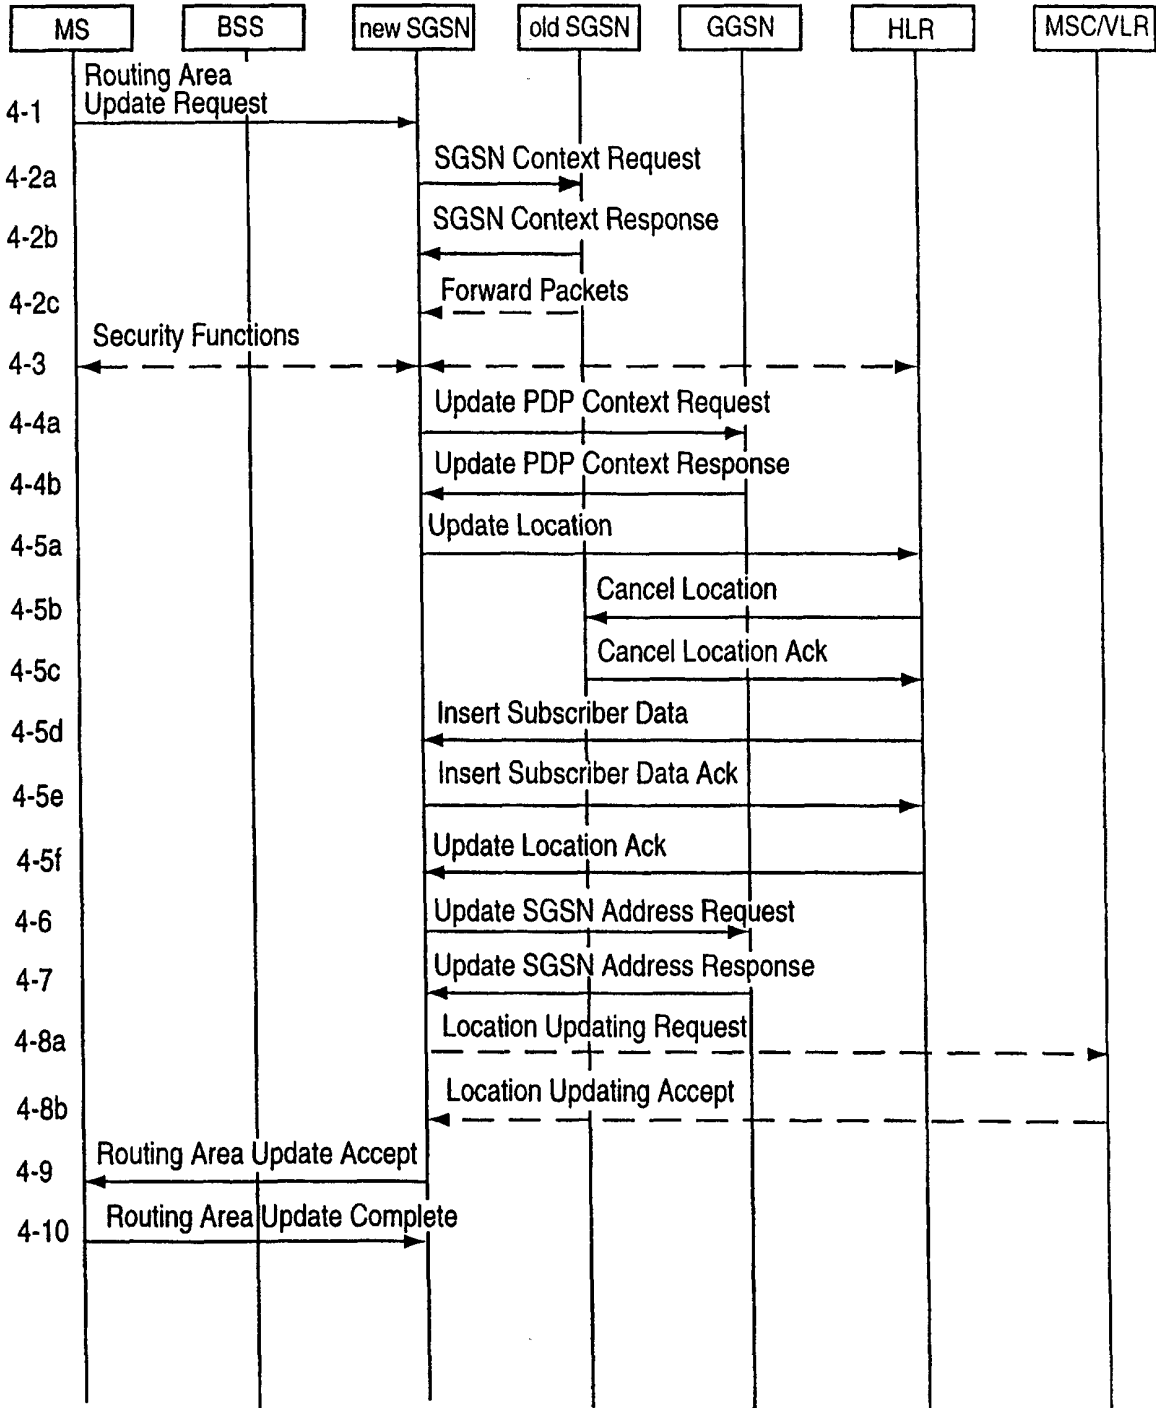 MS
BSS
new SGSN
old SGSN
GGSN
HLR
MSC/VLR
Routing Area
4-1 Update Request
4-2a SGSN Context Request
4-2b SGSN Context Response
4-2c Forward Packets
Security Functions
4-3
4-4a Update PDP Context Request
4-4b Update PDP Context Response
4-5a Update Location
4-5b Cancel Location
4-5c Cancel Location Ack
4-5d Insert Subscriber Data
4-5e Insert Subscriber Data Ack
4-5f Update Location Ack
4-6 Update SGSN Address Request
4-7 Update SGSN Address Response
4-8a Location Updating Request
4-8b Location Updating Accept
4-9 Routing Area Update Accept
4-10 Routing Area Update Complete